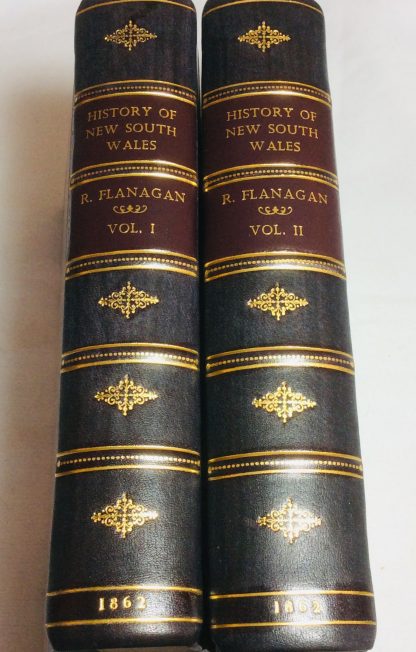 HISTORY OF
NEW SOUTH
WALES
R. FLANAGAN
VOL. I
1862
HISTORY OF
NEW SOUTH
WALES
R. FLANAGAN
VOL. II
1862